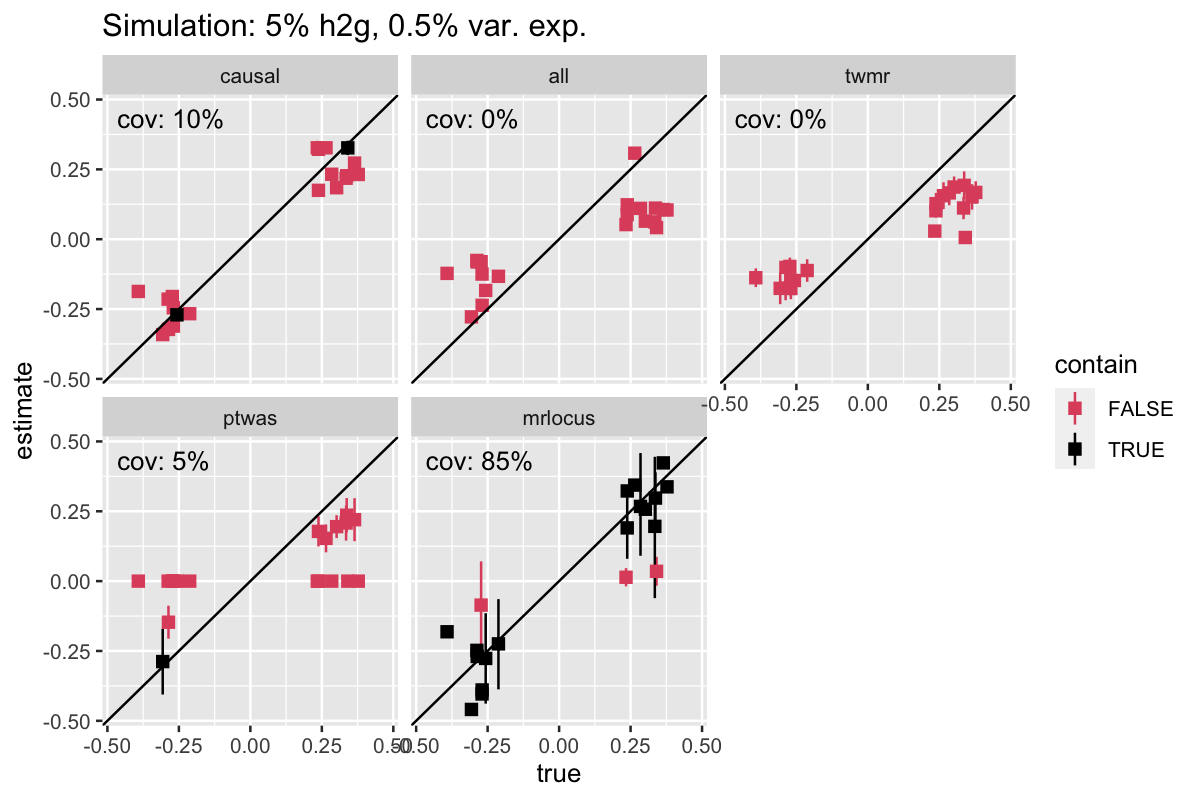 Simulation: 5% h2g, 0.5% var. exp.
causal
all
twmr
cov: 10%
cov: 0%
cov: 0%
0.50
0.25
0.00
-0.25
-0.50
-0.50 -0.25 0.00 0.25 0.50
ptwas
mrlocus
cov: 5%
cov: 85%
0.50
0.25
0.00
-0.25
-0.50
-0.50 -0.25 0.00 0.25 0.50
-0.50 -0.25 0.00 0.25 0.50
true
estimate
contain
FALSE
TRUE